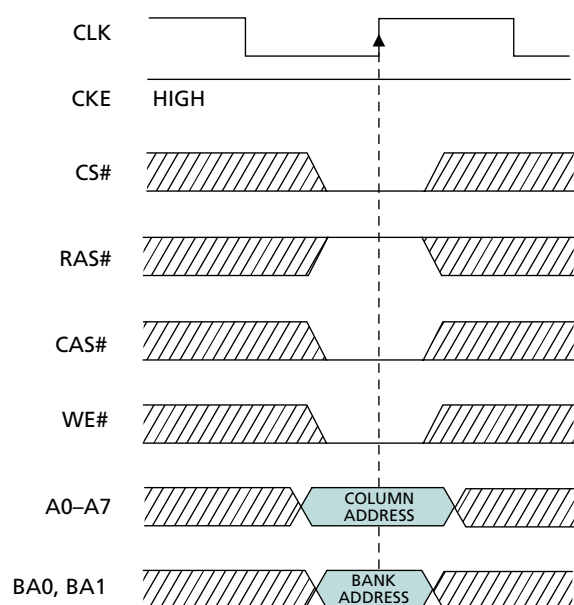 CLK
CKE HIGH
CS#
RAS#
CAS#
WE#
A0–A7
COLUMN
ADDRESS
BA0, BA1
BANK
ADDRESS